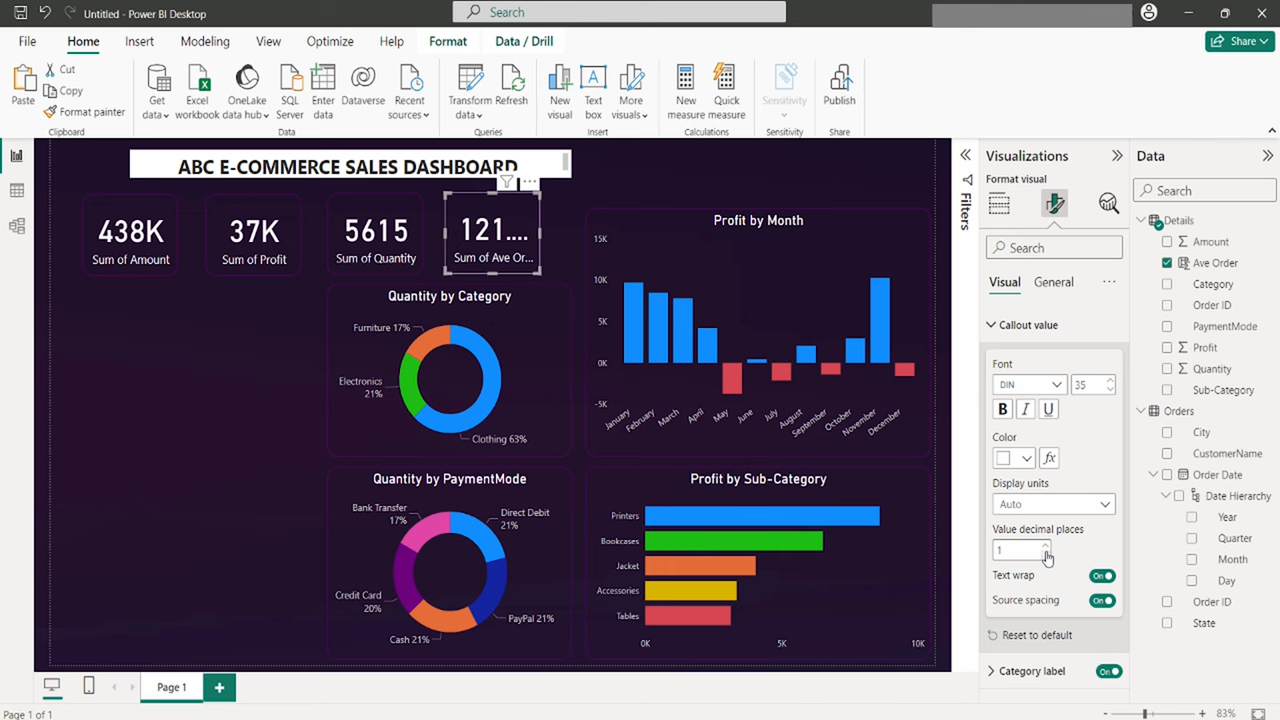 Untitled - Power BI Desktop
Search
File Home Insert Modeling View Optimize Help Format Data / Drill
Share
Paste
Cut
Copy
Format painter
Clipboard
Get data
Excel workbook
OneLake data hub
SQL Server
Enter data
Dataverse
Recent sources
Data
Transform data
Refresh
Queries
New visual
Text box
More visuals
Insert
New measure
Quick measure
Calculations
Sensitivity
Sensitivity
Publish
Share
ABC E-COMMERCE SALES DASHBOARD
438K
Sum of Amount
37K
Sum of Profit
5615
Sum of Quantity
121....
Sum of Ave Or...
Quantity by Category
Furniture 17%
Electronics
21%
Clothing 63%
Profit by Month
15K
10K
5K
0K
-5K
January February March April May June July August September October November December
Quantity by PaymentMode
Bank Transfer
17%
Direct Debit
21%
Credit Card
20%
PayPal 21%
Cash 21%
Profit by Sub-Category
Printers
Bookcases
Jacket
Accessories
Tables
0K 5K 10K
Filters
Visualizations
Format visual
Search
Visual General ...
Callout value
Font
DIN 35
B I U
Color
fx
Display units
Auto
Value decimal places
1
Text wrap On
Source spacing On
Reset to default
Category label On
Data
Search
Details
Amount
Ave Order
Category
Order ID
PaymentMode
Profit
Quantity
Sub-Category
Orders
City
CustomerName
Order Date
Date Hierarchy
Year
Quarter
Month
Day
Order ID
State
Page 1
Page 1 of 1
83%